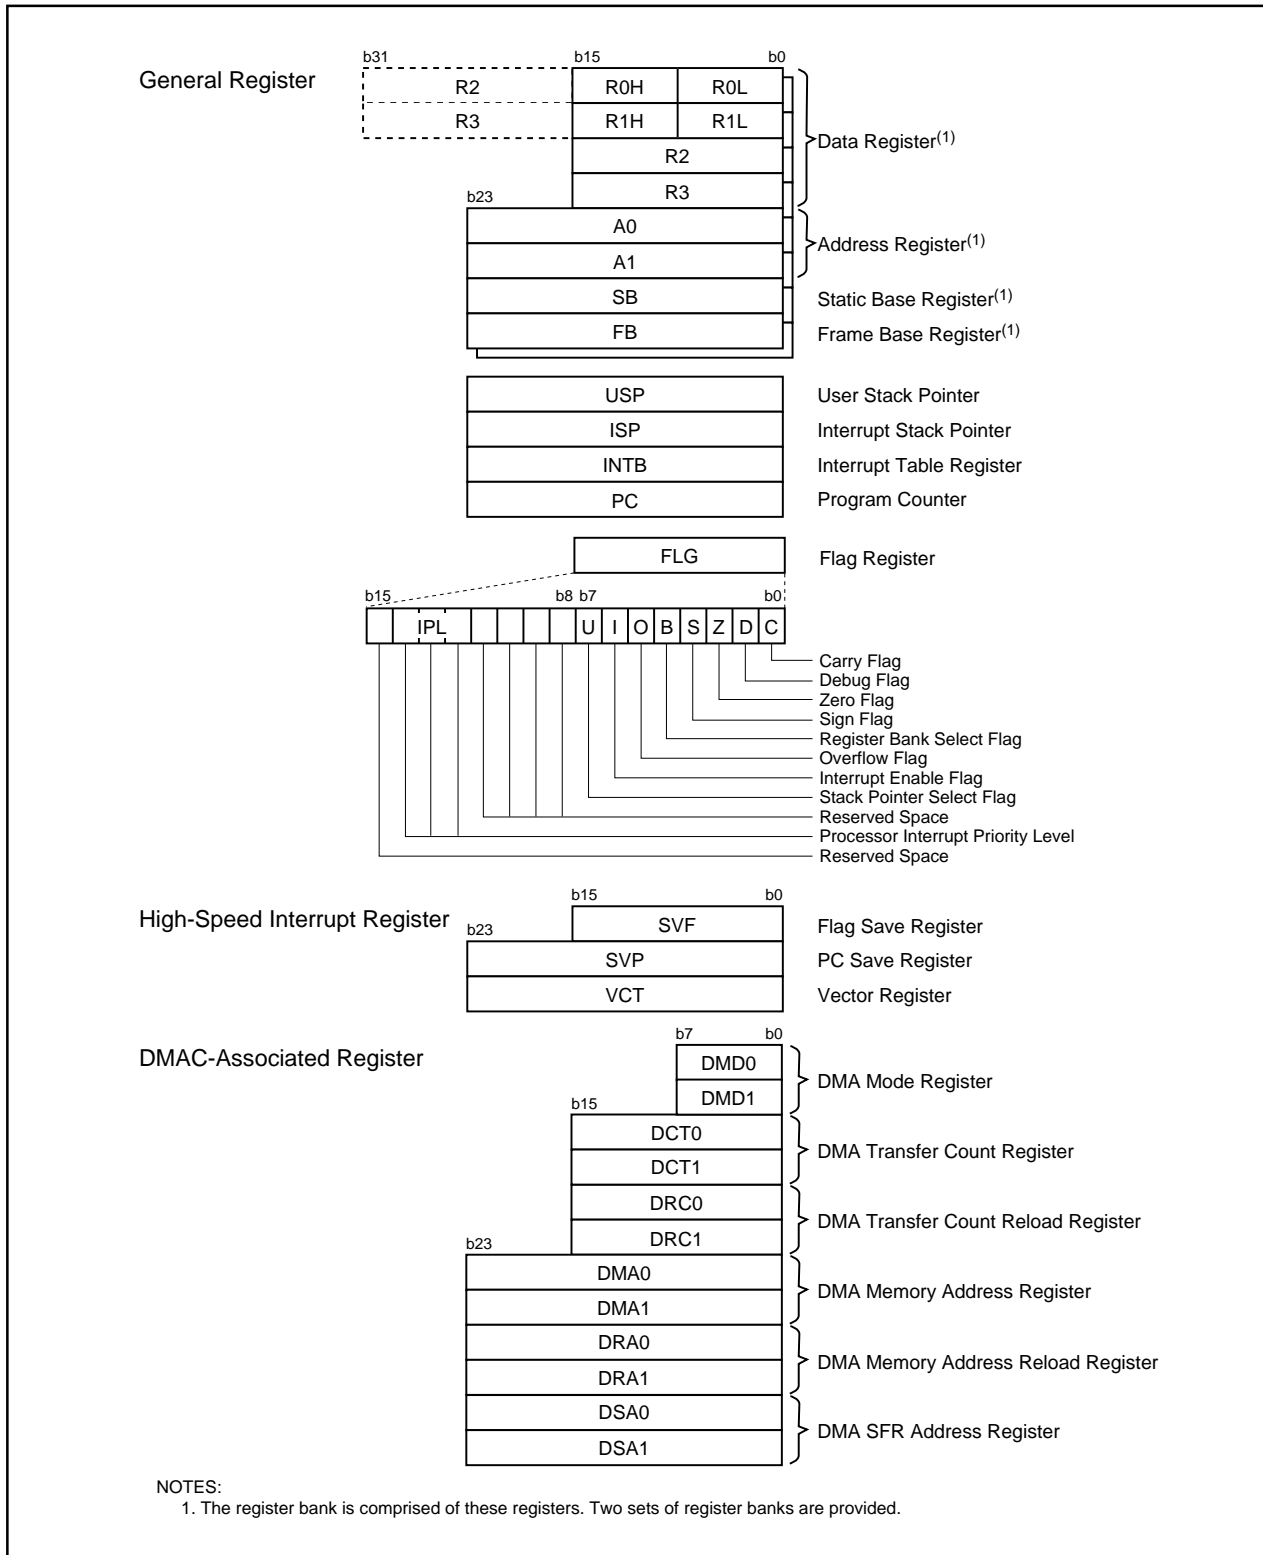 b31 b15 b0
General Register R2 R0H R0L
R3 R1H R1L
Data Register(1)
R2
R3
b23
A0
Address Register(1)
A1
SB Static Base Register(1)
FB Frame Base Register(1)
USP User Stack Pointer
ISP Interrupt Stack Pointer
INTB Interrupt Table Register
PC Program Counter
FLG Flag Register
b15 b8 b7 b0
IPL U I O B S Z D C
Carry Flag
Debug Flag
Zero Flag
Sign Flag
Register Bank Select Flag
Overflow Flag
Interrupt Enable Flag
Stack Pointer Select Flag
Reserved Space
Processor Interrupt Priority Level
Reserved Space
b15 b0
High-Speed Interrupt Register
b23 SVF Flag Save Register
SVP PC Save Register
VCT Vector Register
b7 b0
DMAC-Associated Register DMD0
DMA Mode Register
DMD1
b15
DCT0
DMA Transfer Count Register
DCT1
DRC0
DMA Transfer Count Reload Register
DRC1
b23
DMA0
DMA Memory Address Register
DMA1
DRA0
DMA Memory Address Reload Register
DRA1
DSA0
DMA SFR Address Register
DSA1
NOTES:
1. The register bank is comprised of these registers. Two sets of register banks are provided.